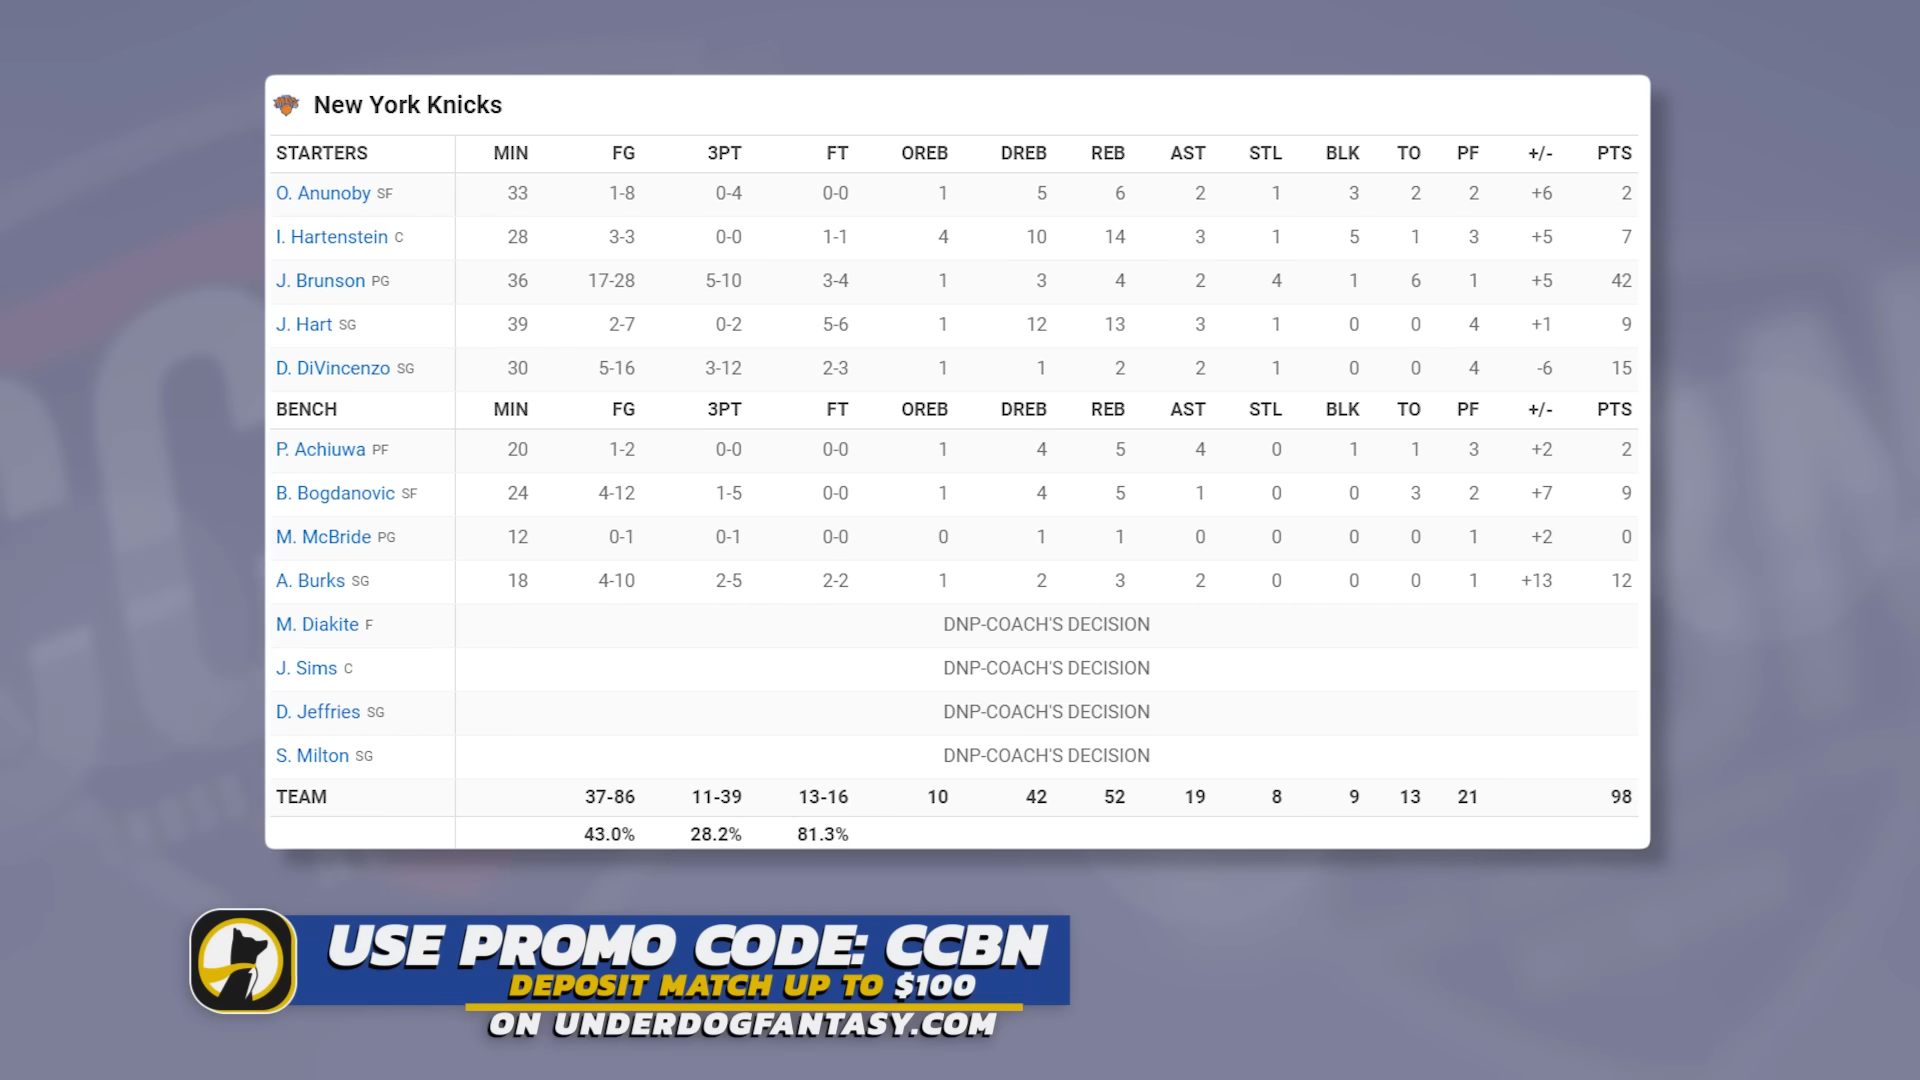 New York Knicks
STARTERS MIN FG 3PT FT OREB DREB REB AST STL BLK TO PF +/- PTS
O. Anunoby SF 33 1-8 0-4 0-0 1 5 6 2 1 3 2 2 +6 2
I. Hartenstein C 28 3-3 0-0 1-1 4 10 14 3 1 5 1 3 +5 7
J. Brunson PG 36 17-28 5-10 3-4 1 3 4 2 4 1 6 1 +5 42
J. Hart SG 39 2-7 0-2 5-6 1 12 13 3 1 0 0 4 +1 9
D. DiVincenzo SG 30 5-16 3-12 2-3 1 1 2 2 1 0 0 4 -6 15
BENCH MIN FG 3PT FT OREB DREB REB AST STL BLK TO PF +/- PTS
P. Achiuwa PF 20 1-2 0-0 0-0 1 4 5 4 0 1 1 3 +2 2
B. Bogdanovic SF 24 4-12 1-5 0-0 1 4 5 1 0 0 3 2 +7 9
M. McBride PG 12 0-1 0-1 0-0 0 1 1 0 0 0 0 1 +2 0
A. Burks SG 18 4-10 2-5 2-2 1 2 3 2 0 0 0 1 +13 12
M. Diakite F DNP-COACH'S DECISION
J. Sims C DNP-COACH'S DECISION
D. Jeffries SG DNP-COACH'S DECISION
S. Milton SG DNP-COACH'S DECISION
TEAM 37-86 11-39 13-16 10 42 52 19 8 9 13 21 98
43.0% 28.2% 81.3%
USE PROMO CODE: CCBN
DEPOSIT MATCH UP TO $100
ON UNDERDOGFANTASY.COM